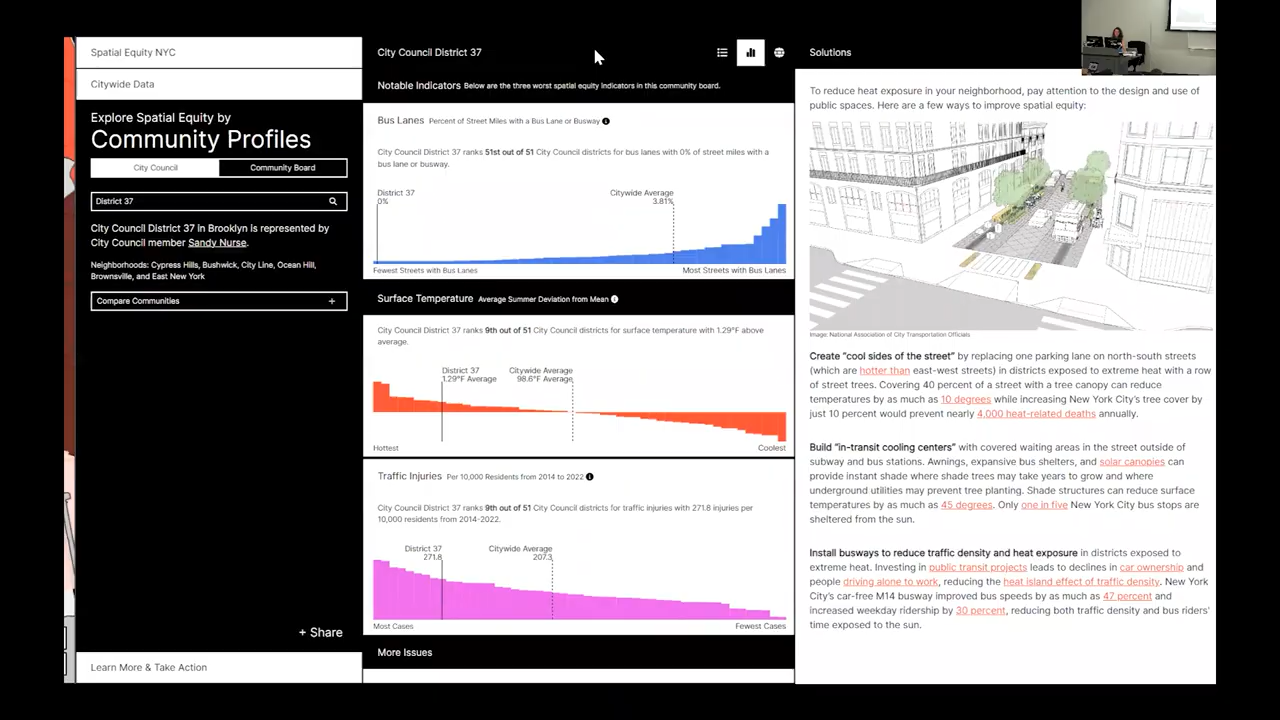 Spatial Equity NYC
Citywide Data
Explore Spatial Equity by
Community Profiles
City Council
Community Board
District 37
City Council District 37 in Brooklyn is represented by
City Council member Sandy Nurse.
Neighborhoods: Cypress Hills, Bushwick, City Line, Ocean Hill,
Brownsville, and East New York
Compare Communities +
+ Share
Learn More & Take Action
City Council District 37
Notable Indicators Below are the three worst spatial equity indicators in this community board.
Bus Lanes Percent of Street Miles with a Bus Lane or Busway
City Council District 37 ranks 51st out of 51 City Council districts for bus lanes with 0% of street miles with a
bus lane or busway.
District 37
0%
Citywide Average
3.81%
Fewest Streets with Bus Lanes
Most Streets with Bus Lanes
Surface Temperature Average Summer Deviation from Mean
City Council District 37 ranks 9th out of 51 City Council districts for surface temperature with 1.29°F above
average.
District 37
1.29°F Average
Citywide Average
98.6°F Average
Hottest
Coolest
Traffic Injuries Per 10,000 Residents from 2014 to 2022
City Council District 37 ranks 9th out of 51 City Council districts for traffic injuries with 271.8 injuries per
10,000 residents from 2014-2022.
District 37
271.8
Citywide Average
207.3
Most Cases
Fewest Cases
More Issues
Solutions
To reduce heat exposure in your neighborhood, pay attention to the design and use of
public spaces. Here are a few ways to improve spatial equity:
Image: National Association of City Transportation Officials
Create “cool sides of the street” by replacing one parking lane on north-south streets
(which are hotter than east-west streets) in districts exposed to extreme heat with a row
of street trees. Covering 40 percent of a street with a tree canopy can reduce
temperatures by as much as 10 degrees while increasing New York City's tree cover by
just 10 percent would prevent nearly 4,000 heat-related deaths annually.
Build “in-transit cooling centers” with covered waiting areas in the street outside of
subway and bus stations. Awnings, expansive bus shelters, and solar canopies can
provide instant shade where shade trees may take years to grow and where
underground utilities may prevent tree planting. Shade structures can reduce surface
temperatures by as much as 45 degrees. Only one in five New York City bus stops are
sheltered from the sun.
Install busways to reduce traffic density and heat exposure in districts exposed to
extreme heat. Investing in public transit projects leads to declines in car ownership and
people driving alone to work, reducing the heat island effect of traffic density. New York
City's car-free M14 busway improved bus speeds by as much as 47 percent and
increased weekday ridership by 30 percent, reducing both traffic density and bus riders'
time exposed to the sun.